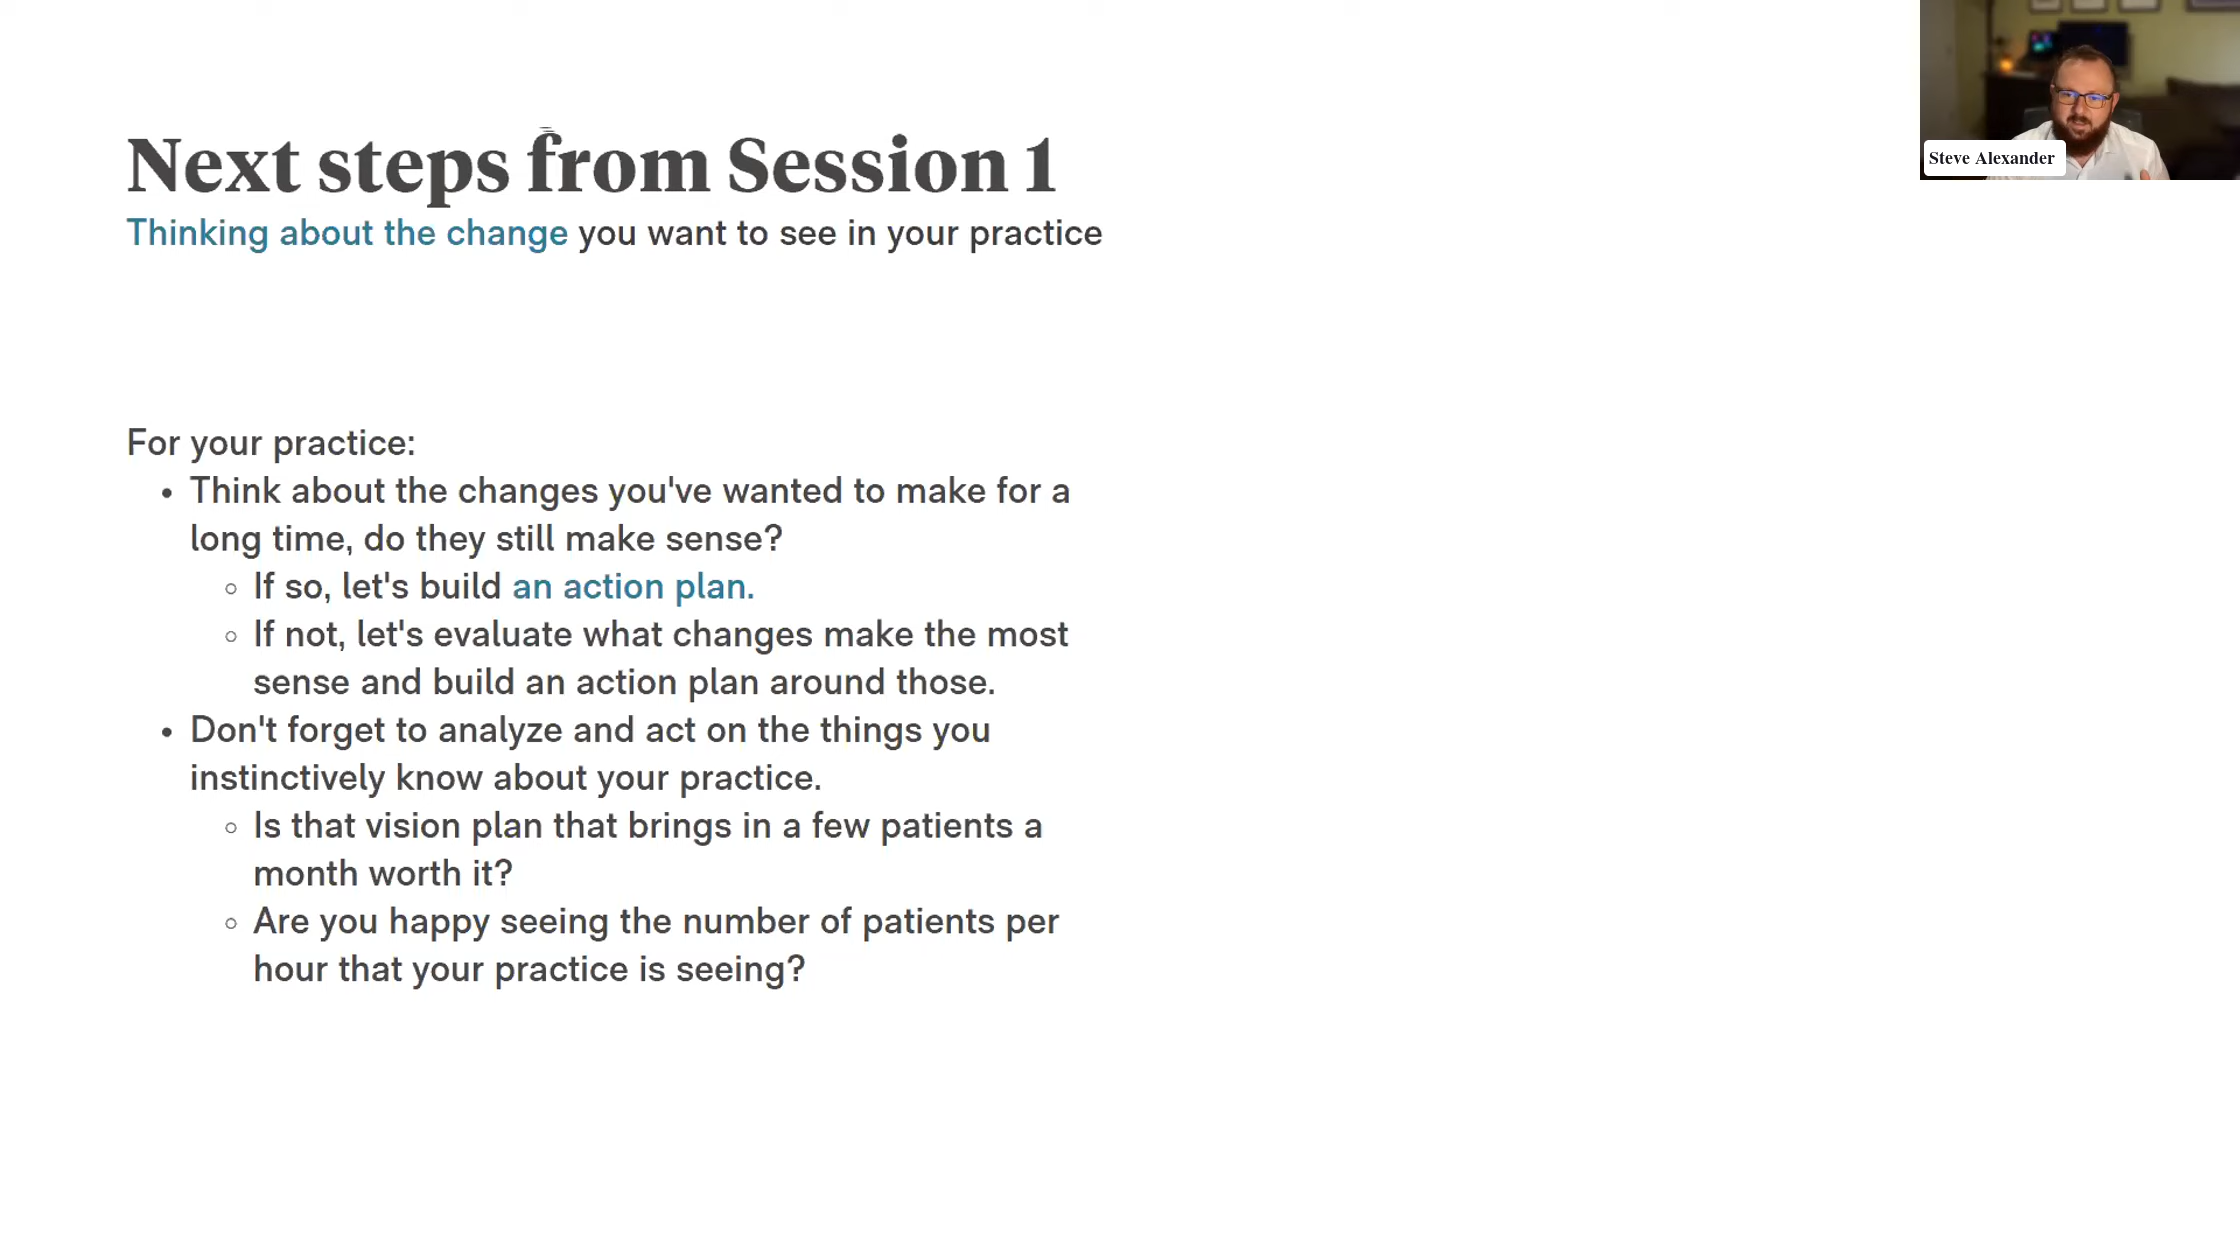 Next steps from Session 1
Thinking about the change you want to see in your practice
Steve Alexander
For your practice:
• Think about the changes you've wanted to make for a
long time, do they still make sense?
◦ If so, let's build an action plan.
◦ If not, let's evaluate what changes make the most
sense and build an action plan around those.
• Don't forget to analyze and act on the things you
instinctively know about your practice.
◦ Is that vision plan that brings in a few patients a
month worth it?
◦ Are you happy seeing the number of patients per
hour that your practice is seeing?